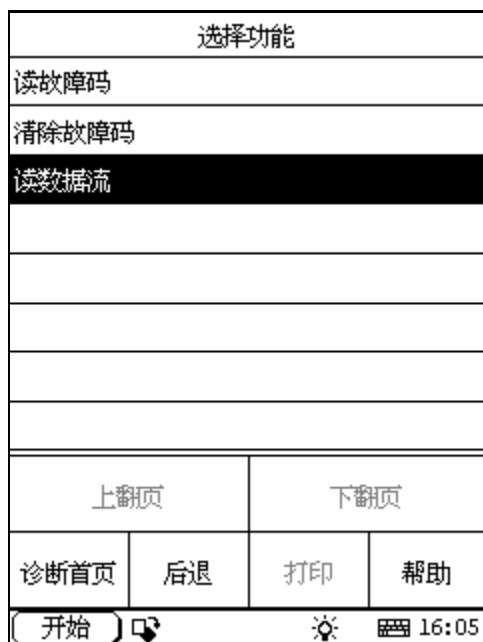 选择功能
读故障码
清除故障码
读数据流
上翻页 下翻页
诊断首页 后退 打印 帮助
开始 16:05